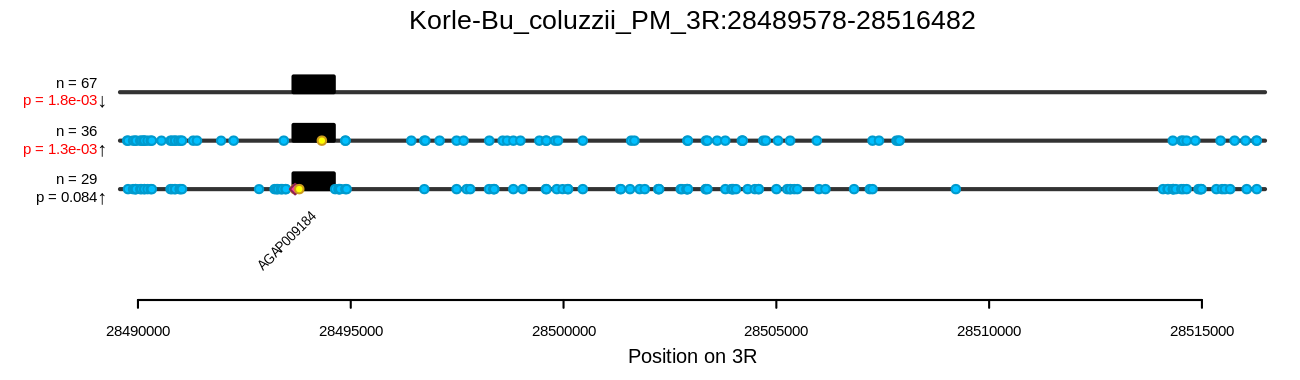 Korle-Bu_coluzzii_PM_3R:28489578-28516482
n = 67
p = 1.8e-03↓
n = 36
p = 1.3e-03↑
n = 29
p = 0.084↑
AGAP009184
28490000 28495000 28500000 28505000 28510000 28515000
Position on 3R